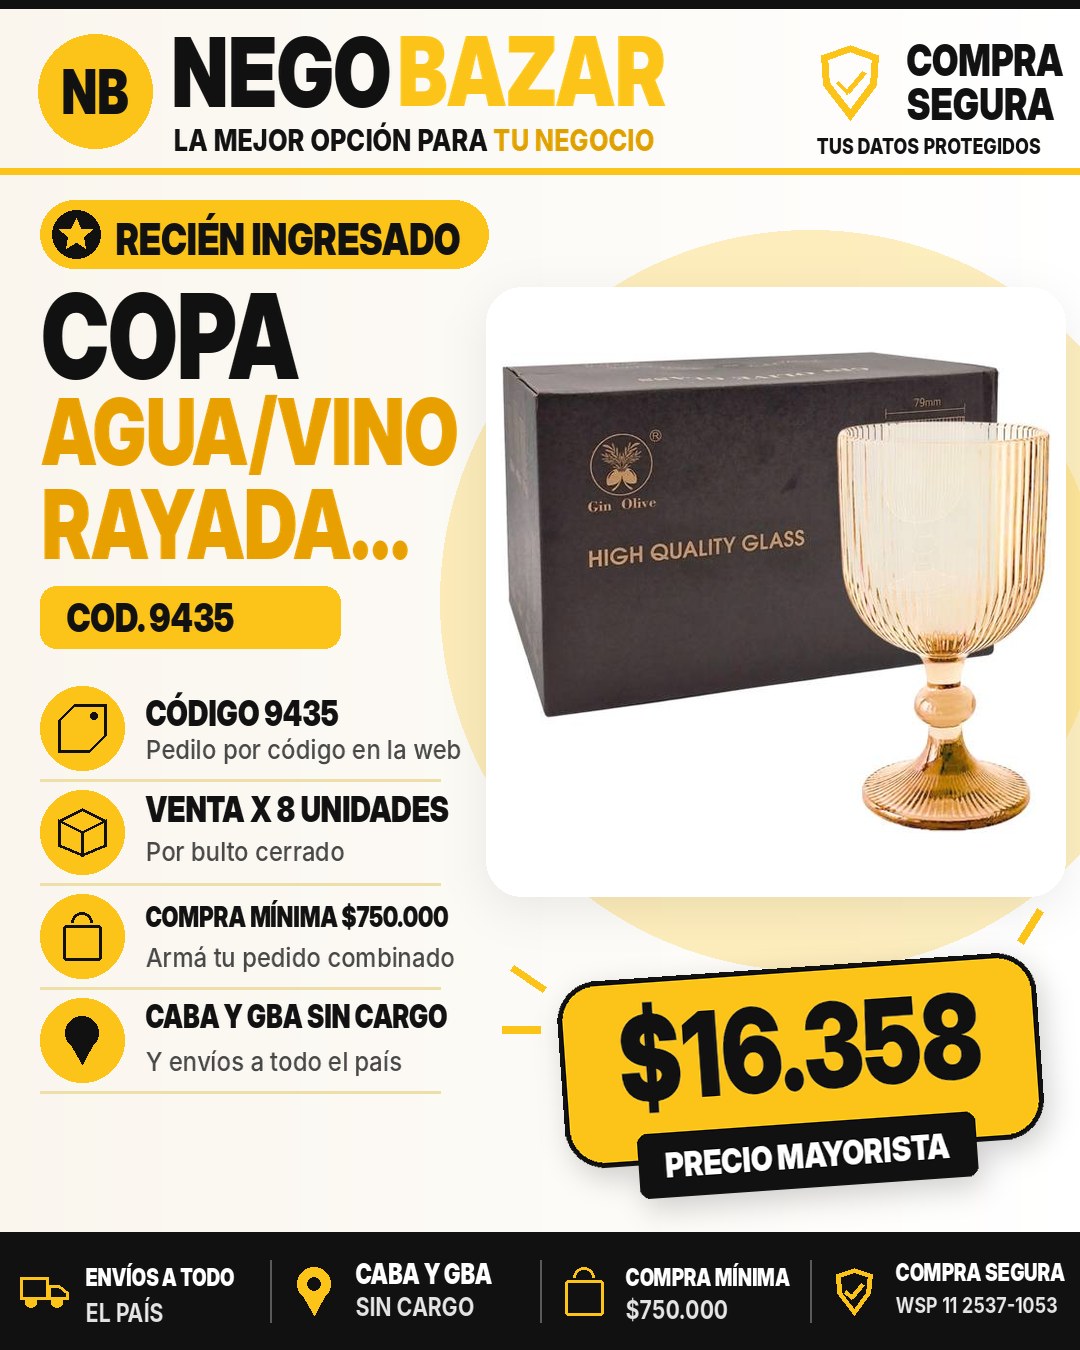 NB
NEGOBAZAR
LA MEJOR OPCIÓN PARA TU NEGOCIO
COMPRA
SEGURA
TUS DATOS PROTEGIDOS
RECIÉN INGRESADO
COPA
AGUA/VINO
RAYADA...
COD. 9435
GIN OLIVE GLASS
79mm
®
Gin Olive
HIGH QUALITY GLASS
CÓDIGO 9435
Pedilo por código en la web
VENTA X 8 UNIDADES
Por bulto cerrado
COMPRA MÍNIMA $750.000
Armá tu pedido combinado
CABA Y GBA SIN CARGO
Y envíos a todo el país
$16.358
PRECIO MAYORISTA
ENVÍOS A TODO
EL PAÍS
CABA Y GBA
SIN CARGO
COMPRA MÍNIMA
$750.000
COMPRA SEGURA
WSP 11 2537-1053